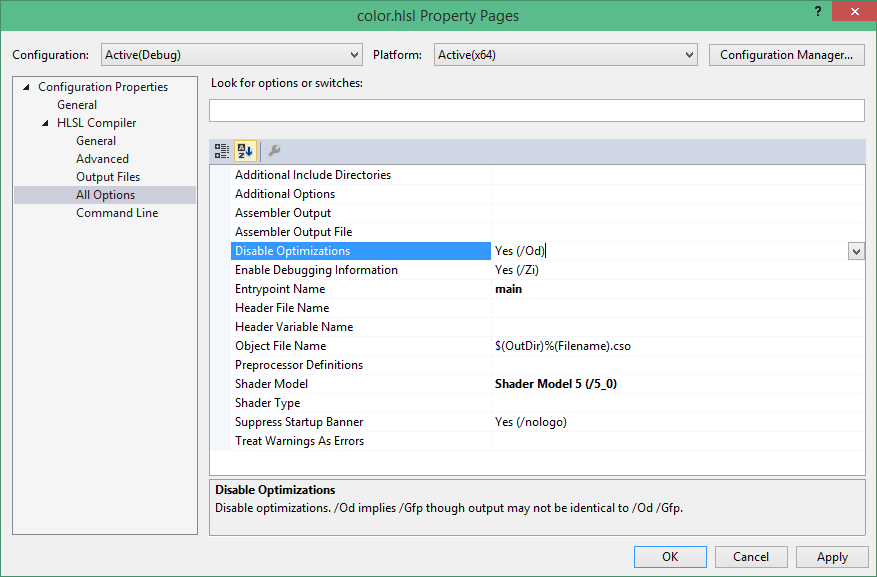 color.hlsl Property Pages
?
Configuration: Active(Debug) Platform: Active(x64) Configuration Manager...
Configuration Properties
General
HLSL Compiler
General
Advanced
Output Files
All Options
Command Line
Look for options or switches:
Additional Include Directories
Additional Options
Assembler Output
Assembler Output File
Disable Optimizations Yes (/Od)
Enable Debugging Information Yes (/Zi)
Entrypoint Name main
Header File Name
Header Variable Name
Object File Name $(OutDir)%(Filename).cso
Preprocessor Definitions
Shader Model Shader Model 5 (/5_0)
Shader Type
Suppress Startup Banner Yes (/nologo)
Treat Warnings As Errors
Disable Optimizations
Disable optimizations. /Od implies /Gfp though output may not be identical to /Od /Gfp.
OK Cancel Apply